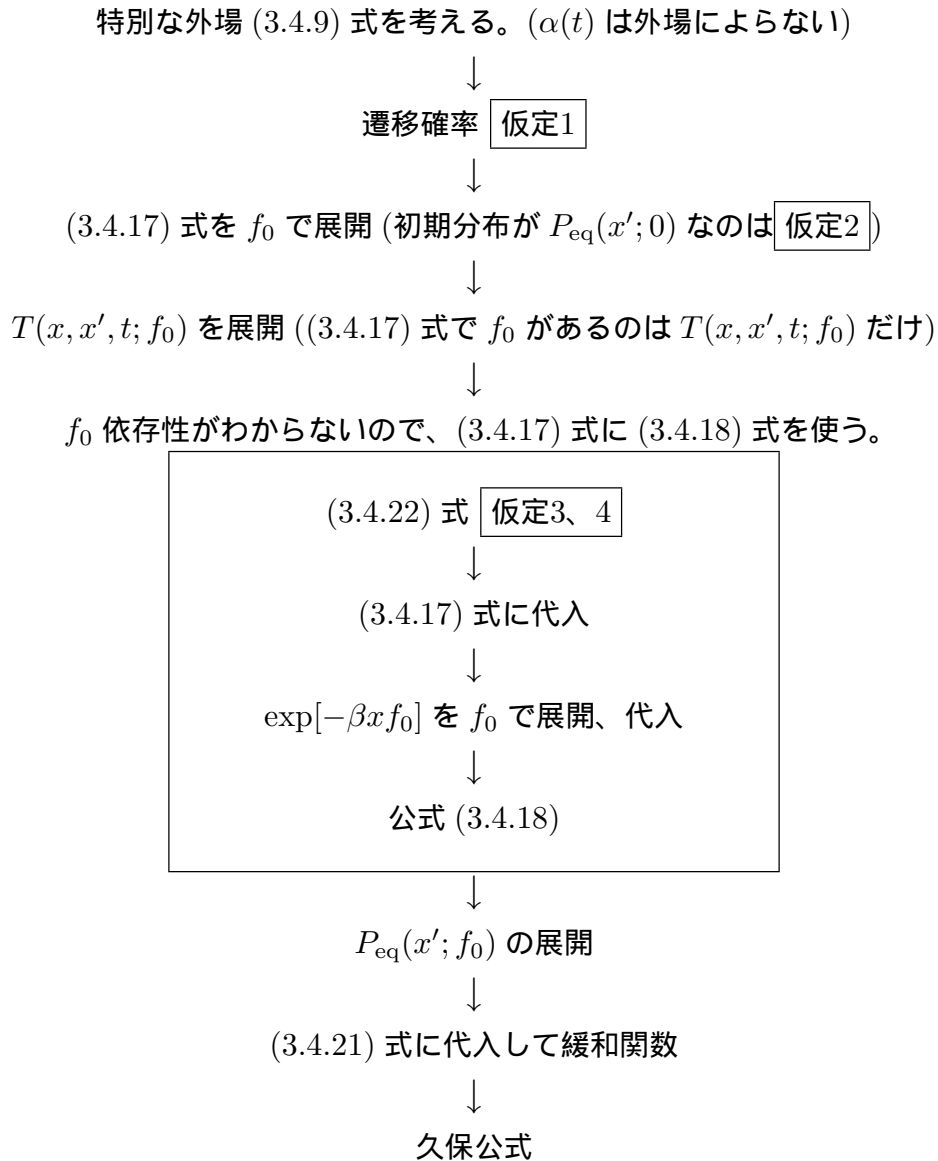 特別な外場 (3.4.9) 式を考える。(α(t) は外場によらない)
↓
遷移確率 仮定1
↓
(3.4.17) 式を f₀ で展開 (初期分布が P_eq(x′; 0) なのは 仮定2 )
↓
T(x, x′, t; f₀) を展開 ((3.4.17) 式で f₀ があるのは T(x, x′, t; f₀) だけ)
↓
f₀ 依存性がわからないので、(3.4.17) 式に (3.4.18) 式を使う。
(3.4.22) 式 仮定3、4
↓
(3.4.17) 式に代入
↓
exp[−βxf₀] を f₀ で展開、代入
↓
公式 (3.4.18)
↓
P_eq(x′; f₀) の展開
↓
(3.4.21) 式に代入して緩和関数
↓
久保公式